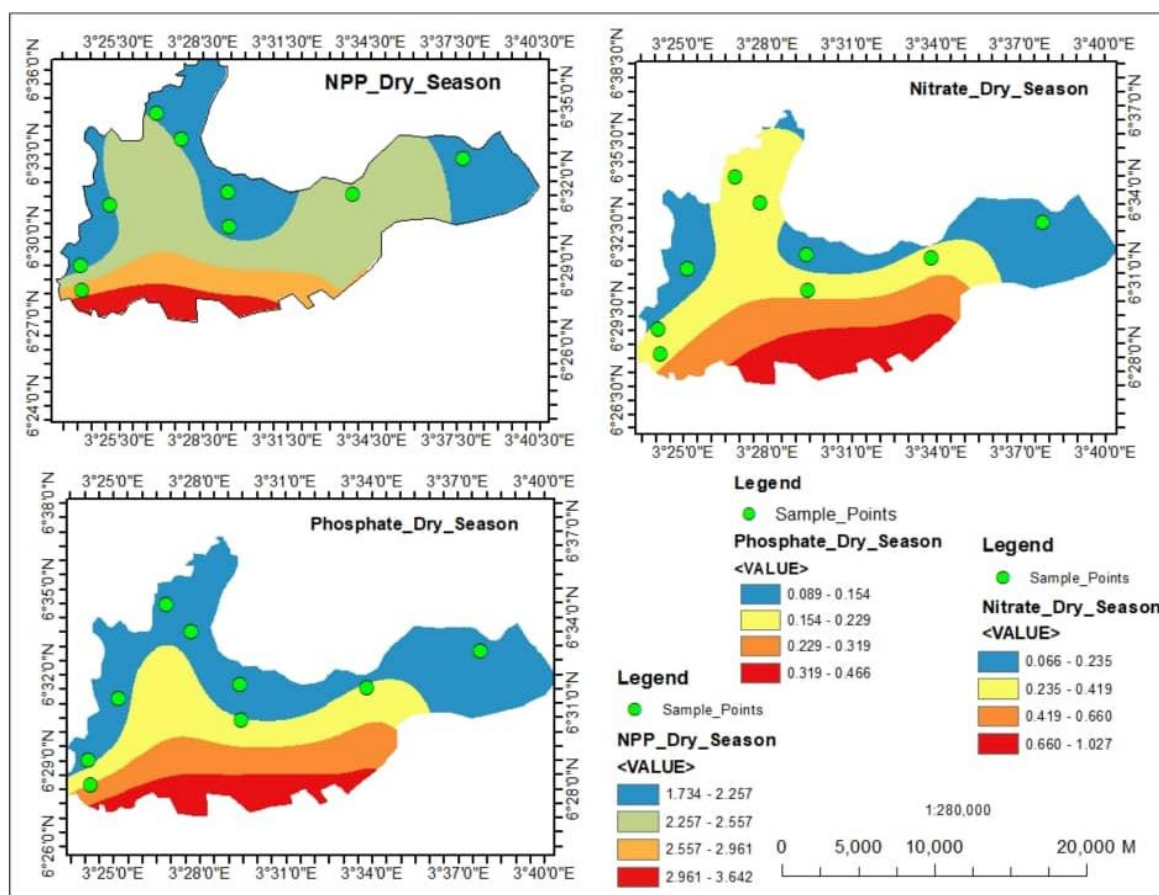 3°25'30"E 3°28'30"E 3°31'30"E 3°34'30"E 3°37'30"E 3°40'30"E
NPP_Dry_Season
6°36'0"N
6°33'0"N
6°30'0"N
6°27'0"N
6°24'0"N
6°35'0"N
6°32'0"N
6°29'0"N
6°26'0"N
3°25'30"E 3°28'30"E 3°31'30"E 3°34'30"E 3°37'30"E 3°40'30"E
3°25'0"E 3°28'0"E 3°31'0"E 3°34'0"E 3°37'0"E 3°40'0"E
Nitrate_Dry_Season
6°38'30"N
6°35'30"N
6°32'30"N
6°29'30"N
6°26'30"N
6°37'0"N
6°34'0"N
6°31'0"N
6°28'0"N
3°25'0"E 3°28'0"E 3°31'0"E 3°34'0"E 3°37'0"E 3°40'0"E
3°25'0"E 3°28'0"E 3°31'0"E 3°34'0"E 3°37'0"E 3°40'0"E
Phosphate_Dry_Season
6°38'0"N
6°35'0"N
6°32'0"N
6°29'0"N
6°26'0"N
6°37'0"N
6°34'0"N
6°31'0"N
6°28'0"N
3°25'0"E 3°28'0"E 3°31'0"E 3°34'0"E 3°37'0"E 3°40'0"E
Legend
Sample_Points
Phosphate_Dry_Season
<VALUE>
0.089 - 0.154
0.154 - 0.229
0.229 - 0.319
0.319 - 0.466
Legend
Sample_Points
Nitrate_Dry_Season
<VALUE>
0.066 - 0.235
0.235 - 0.419
0.419 - 0.660
0.660 - 1.027
Legend
Sample_Points
NPP_Dry_Season
<VALUE>
1.734 - 2.257
2.257 - 2.557
2.557 - 2.961
2.961 - 3.642
1:280,000
0 5,000 10,000 20,000 M